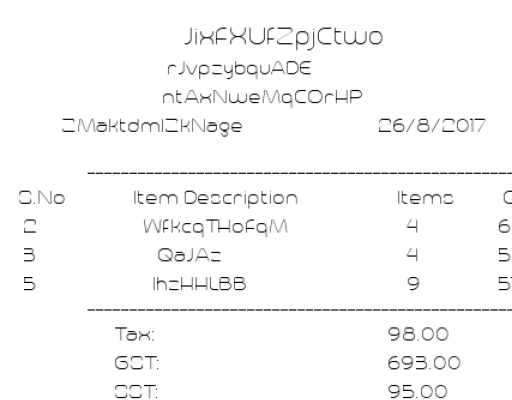 JixFXUfZpjCtwo
rJvpzybquADE
ntAxNweMqCOrHP
ZMaktdmIZkNage 26/8/2017
S.No Item Description Items
2 WfkcqTHoFqM 4 6
3 QaJAz 4 5
5 IhzHHLBB 9
Tax: 98.00
GST: 693.00
SST: 95.00